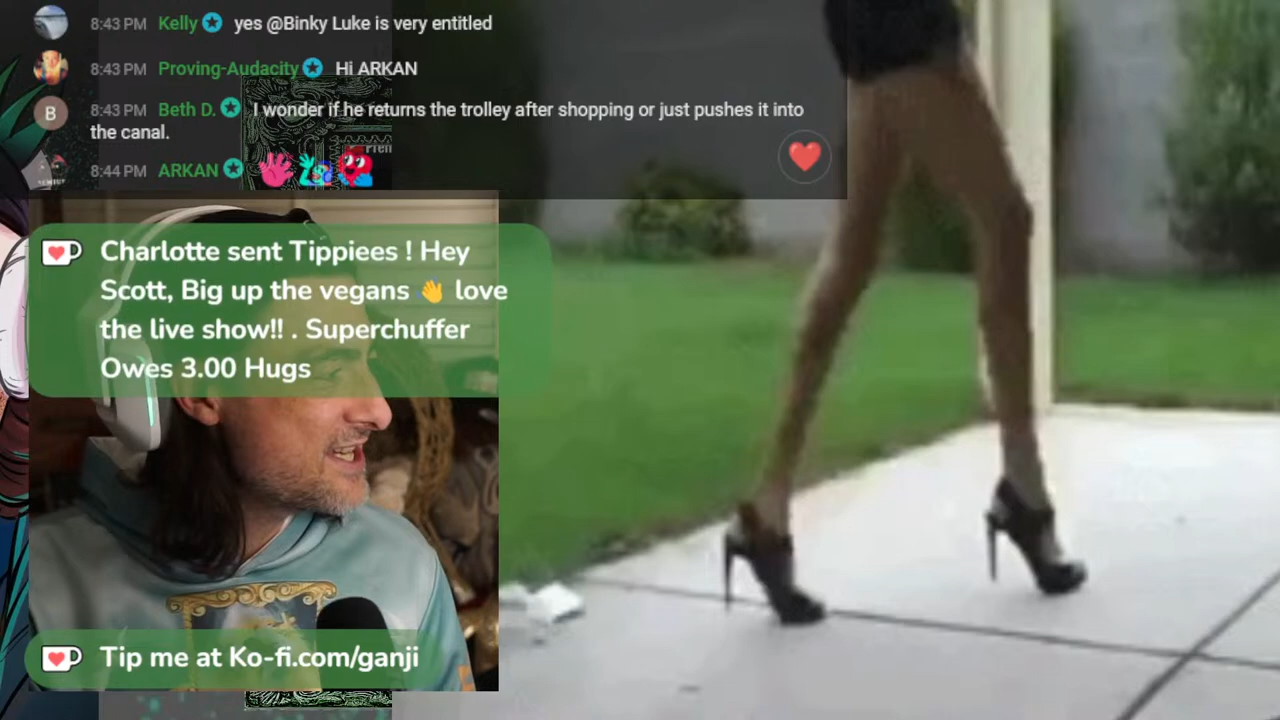 8:43 PM Kelly yes @Binky Luke is very entitled
8:43 PM Proving-Audacity Hi ARKAN
B 8:43 PM Beth D. I wonder if he returns the trolley after shopping or just pushes it into
the canal.
8:44 PM ARKAN
Charlotte sent Tippiees ! Hey
Scott, Big up the vegans 👋 love
the live show!! . Superchuffer
Owes 3.00 Hugs
Tip me at Ko-fi.com/ganji